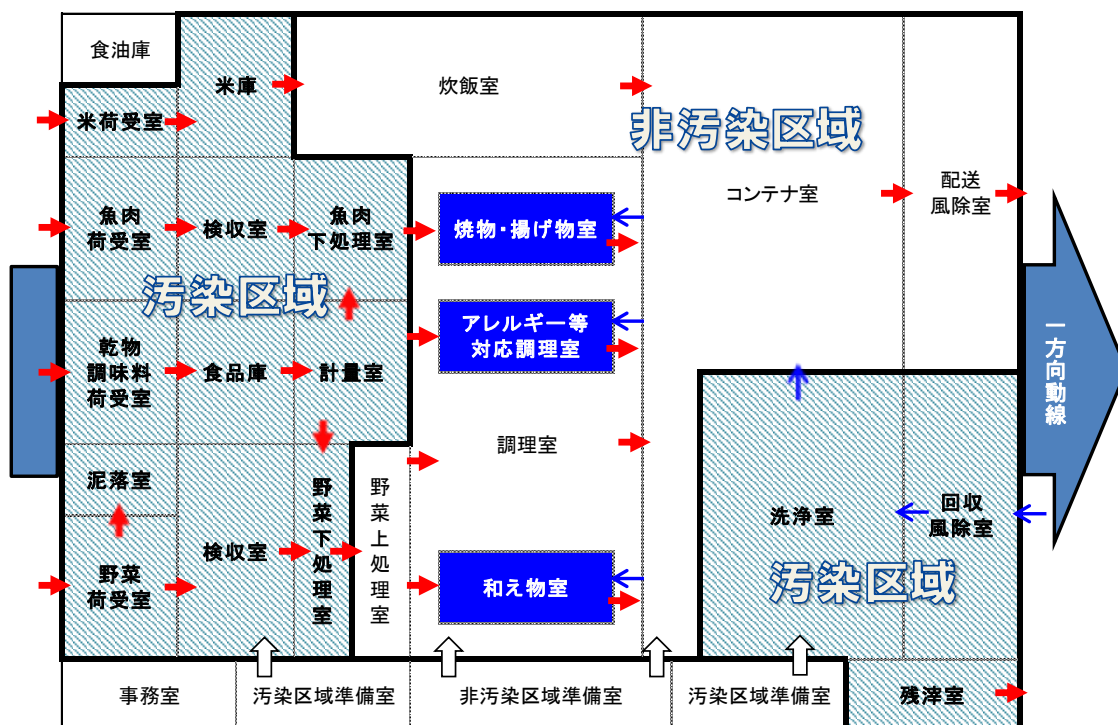 食油庫
米庫
炊飯室
米荷受室
非汚染区域
コンテナ室
配送
風除室
魚肉
荷受室
検収室
魚肉
下処理室
焼物・揚げ物室
汚染区域
アレルギー等
対応調理室
乾物
調味料
荷受室
食品庫
計量室
一方向動線
調理室
泥落室
野菜下処理室
野菜上処理室
検収室
野菜
荷受室
和え物室
洗浄室
回収
風除室
汚染区域
事務室
汚染区域準備室
非汚染区域準備室
汚染区域準備室
残滓室